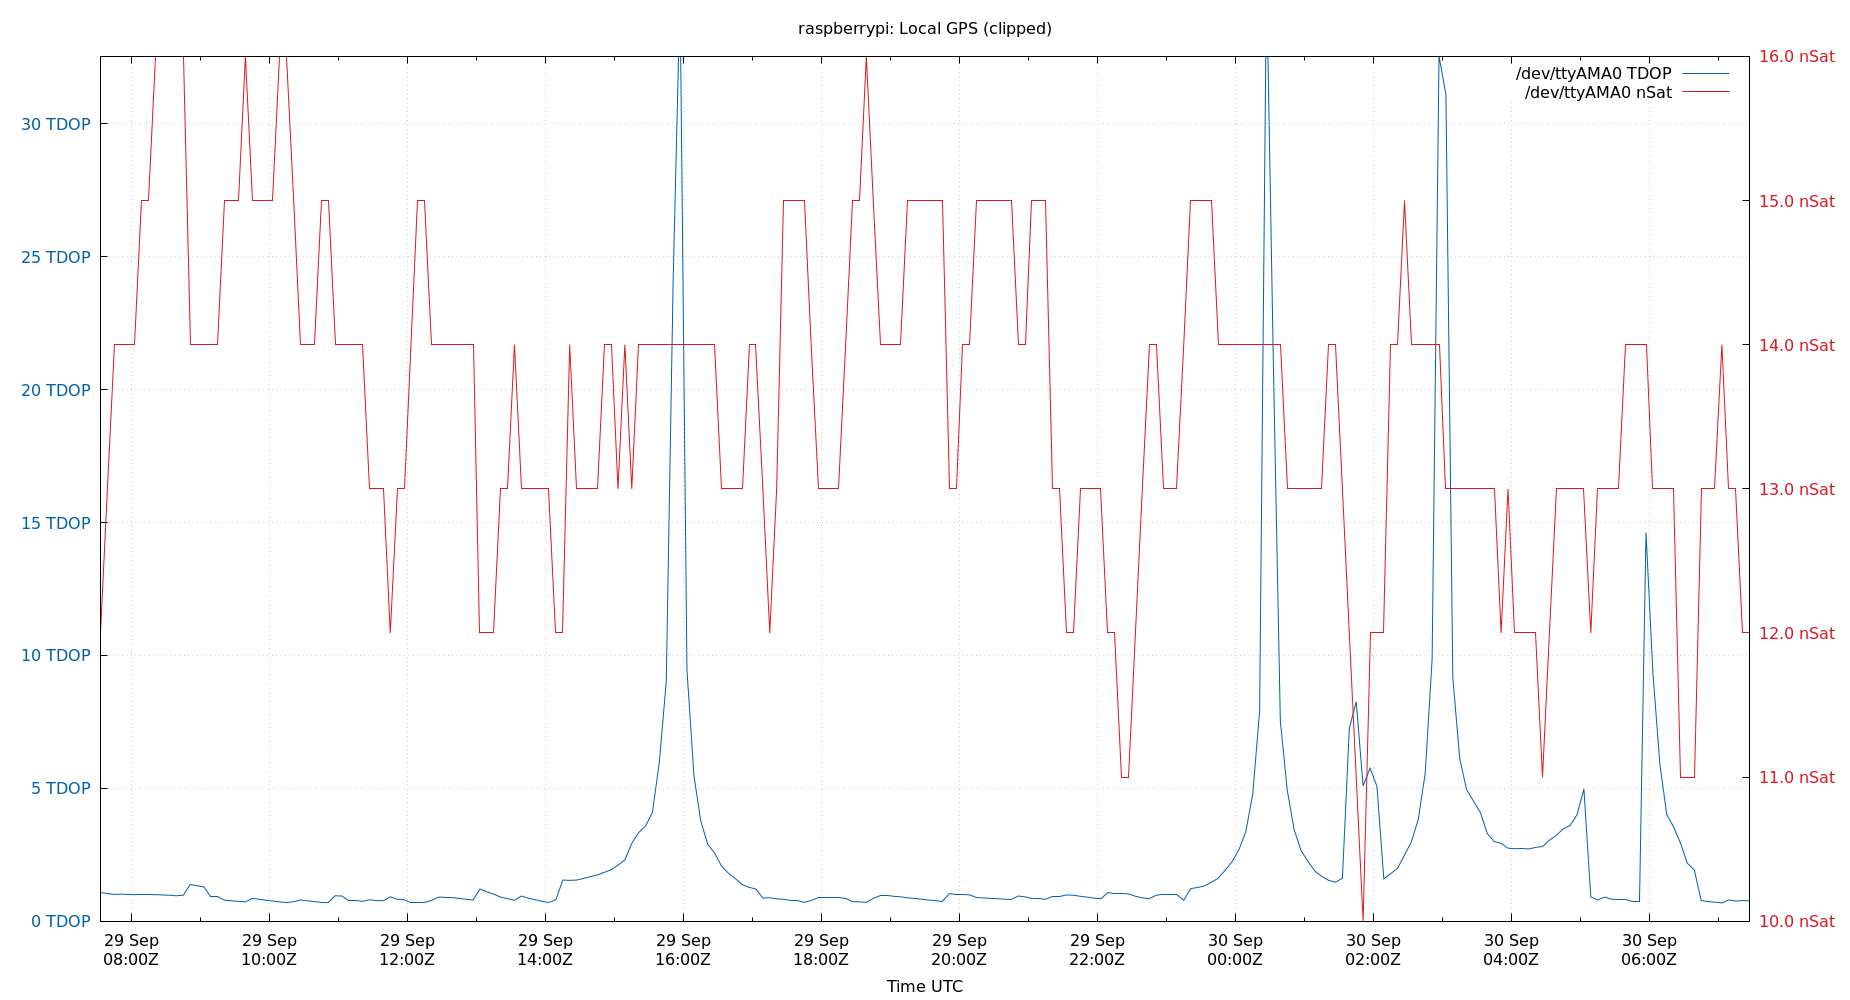 raspberrypi: Local GPS (clipped)
/dev/ttyAMA0 TDOP
/dev/ttyAMA0 nSat
30 TDOP
25 TDOP
20 TDOP
15 TDOP
10 TDOP
5 TDOP
0 TDOP
16.0 nSat
15.0 nSat
14.0 nSat
13.0 nSat
12.0 nSat
11.0 nSat
10.0 nSat
29 Sep
08:00Z
29 Sep
10:00Z
29 Sep
12:00Z
29 Sep
14:00Z
29 Sep
16:00Z
29 Sep
18:00Z
29 Sep
20:00Z
29 Sep
22:00Z
30 Sep
00:00Z
30 Sep
02:00Z
30 Sep
04:00Z
30 Sep
06:00Z
Time UTC